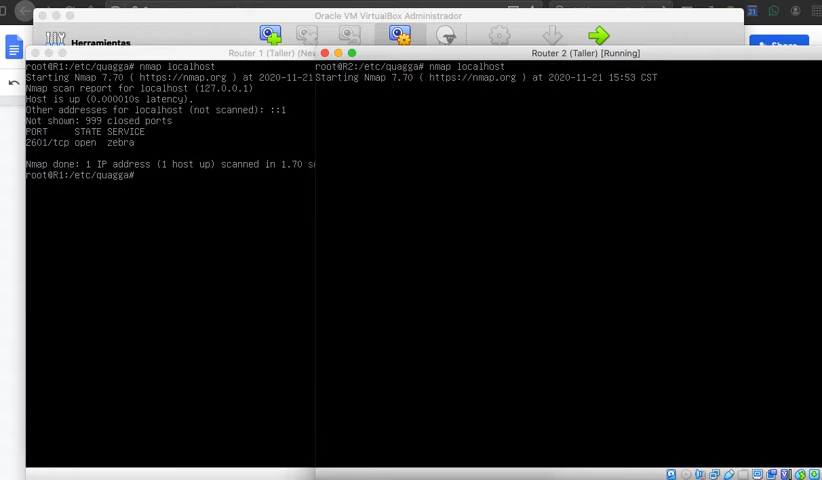 Oracle VM VirtualBox Administrador
Herramientas
Share
Router 1 (Taller) (New
root@R1:/etc/quagga# nmap localhost
Starting Nmap 7.70 ( https://nmap.org ) at 2020-11-21
Nmap scan report for localhost (127.0.0.1)
Host is up (0.000010s latency).
Other addresses for localhost (not scanned): ::1
Not shown: 999 closed ports
PORT     STATE SERVICE
2601/tcp open  zebra
Nmap done: 1 IP address (1 host up) scanned in 1.70 s
root@R1:/etc/quagga#
Router 2 (Taller) [Running]
root@R2:/etc/quagga# nmap localhost
Starting Nmap 7.70 ( https://nmap.org ) at 2020-11-21 15:53 CST